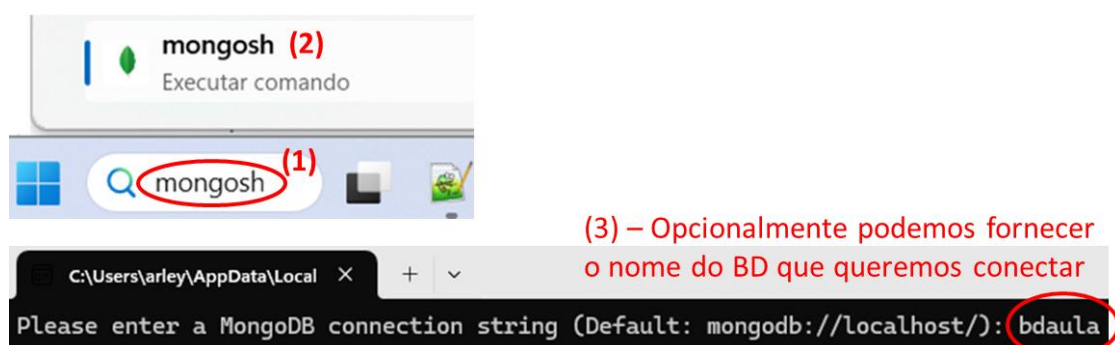 mongosh (2)
Executar comando
mongosh (1)
(3) – Opcionalmente podemos fornecer
o nome do BD que queremos conectar
C:\Users\arley\AppData\Local
Please enter a MongoDB connection string (Default: mongodb://localhost/): bdaula